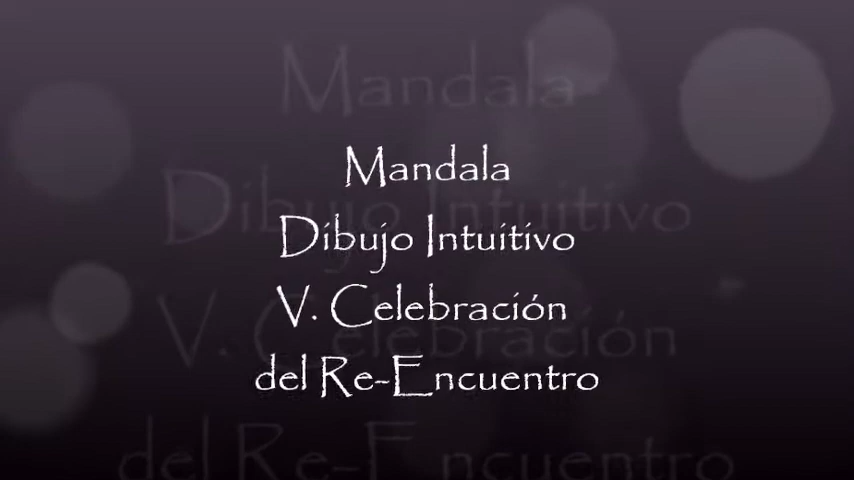 Mandala
Dibujo Intuitivo
V. Celebración
del Re-Encuentro